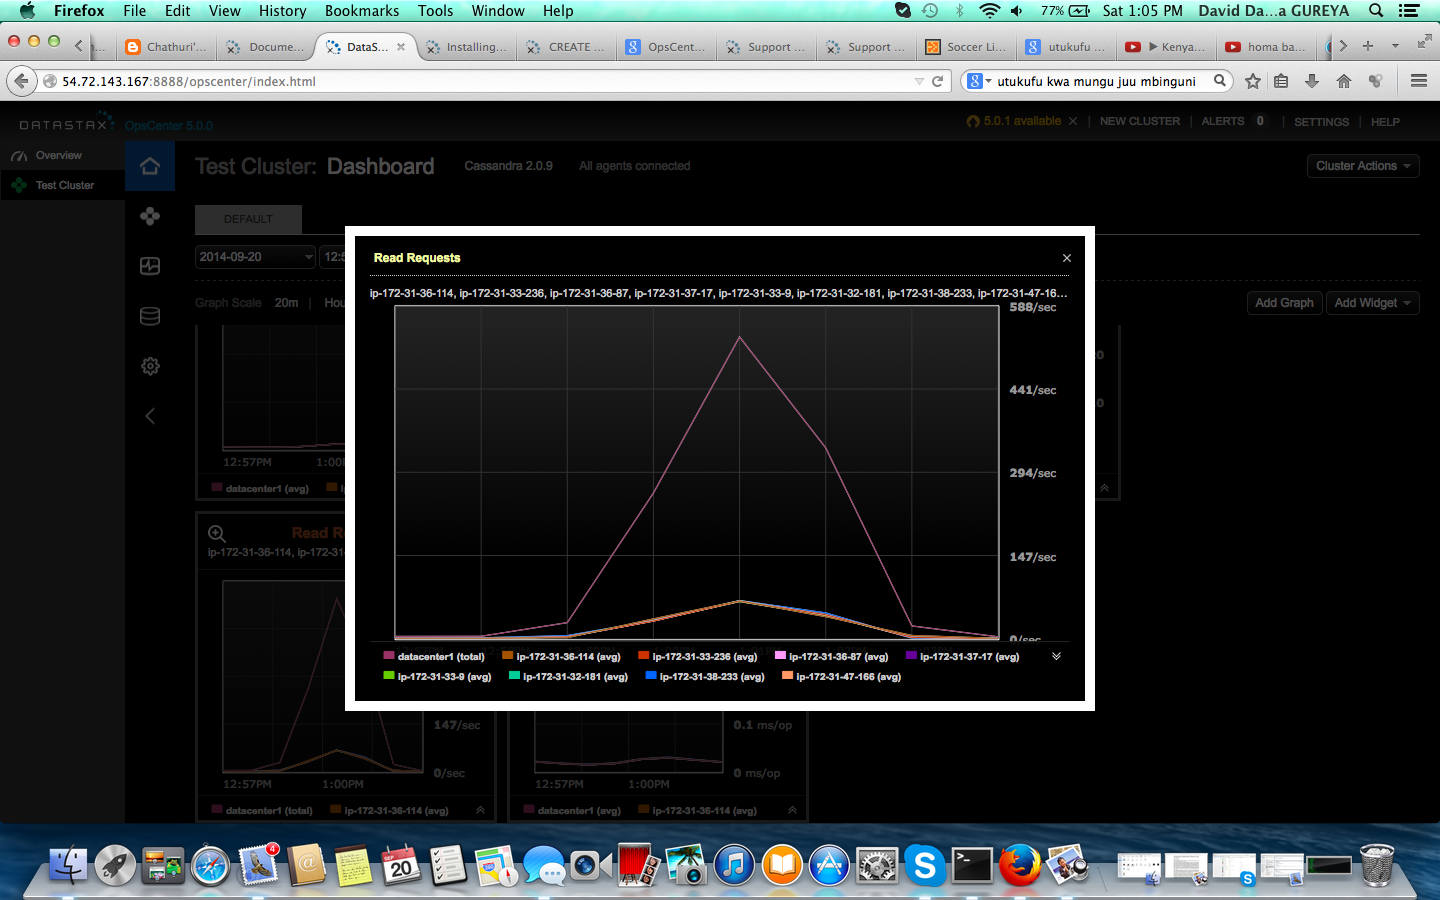 Firefox File Edit View History Bookmarks Tools Window Help 77% Sat 1:05 PM David Da...a GUREYA
Chathuri'... Docume... DataS... Installing... CREATE ... OpsCent... Support ... Support ... Soccer Li... utukufu ... ▶ Kenya... homa ba...
54.72.143.167:8888/opscenter/index.html utukufu kwa mungu juu mbinguni
DATASTAX OpsCenter 5.0.0 5.0.1 available × | NEW CLUSTER | ALERTS 0 | SETTINGS | HELP
Overview
Test Cluster
Test Cluster: Dashboard Cassandra 2.0.9 All agents connected Cluster Actions
DEFAULT
2014-09-20
Graph Scale 20m | Add Graph Add Widget
Read Requests ×
ip-172-31-36-114, ip-172-31-33-236, ip-172-31-36-87, ip-172-31-37-17, ip-172-31-33-9, ip-172-31-32-181, ip-172-31-38-233, ip-172-31-47-16...
588/sec
441/sec
294/sec
147/sec
0/sec
datacenter1 (total) ip-172-31-36-114 (avg) ip-172-31-33-236 (avg) ip-172-31-36-87 (avg) ip-172-31-37-17 (avg)
ip-172-31-33-9 (avg) ip-172-31-32-181 (avg) ip-172-31-38-233 (avg) ip-172-31-47-166 (avg)
12:57PM
datacenter1 (avg)
ip-172-31-36-114, ip-172-31-
147/sec
0/sec
12:57PM 1:00PM
datacenter1 (total) ip-172-31-36-114 (avg)
0.1 ms/op
0 ms/op
12:57PM 1:00PM
datacenter1 (avg) ip-172-31-36-114 (avg)
4
SEP
20